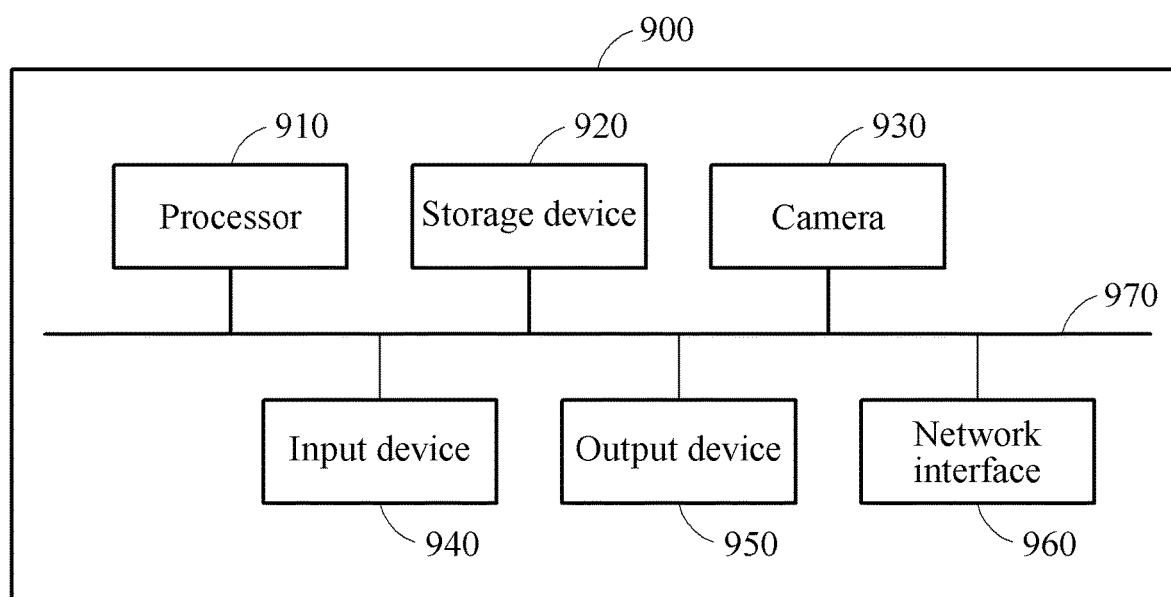 900
910
920
930
Processor
Storage device
Camera
970
Input device
Output device
Network
interface
940
950
960